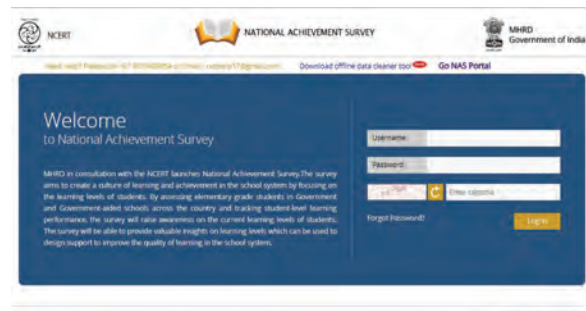 NCERT
NATIONAL ACHIEVEMENT SURVEY
MHRD
Government of India
Download offline data cleaner tool
Go NAS Portal
Welcome
to National Achievement Survey
MHRD in consultation with the NCERT launches National Achievement Survey.The survey
aims to create a culture of learning and achievement in the school system by focusing on
the learning levels of students. By assessing elementary grade students in Government
and Government-aided schools across the country and tracking student-level learning
performance, the survey will raise awareness on the current learning levels of students.
The survey will be able to provide valuable insights on learning levels which can be used to
design support to improve the quality of learning in the school system.
Username
Password
Enter captcha
Forgot Password?
Log In